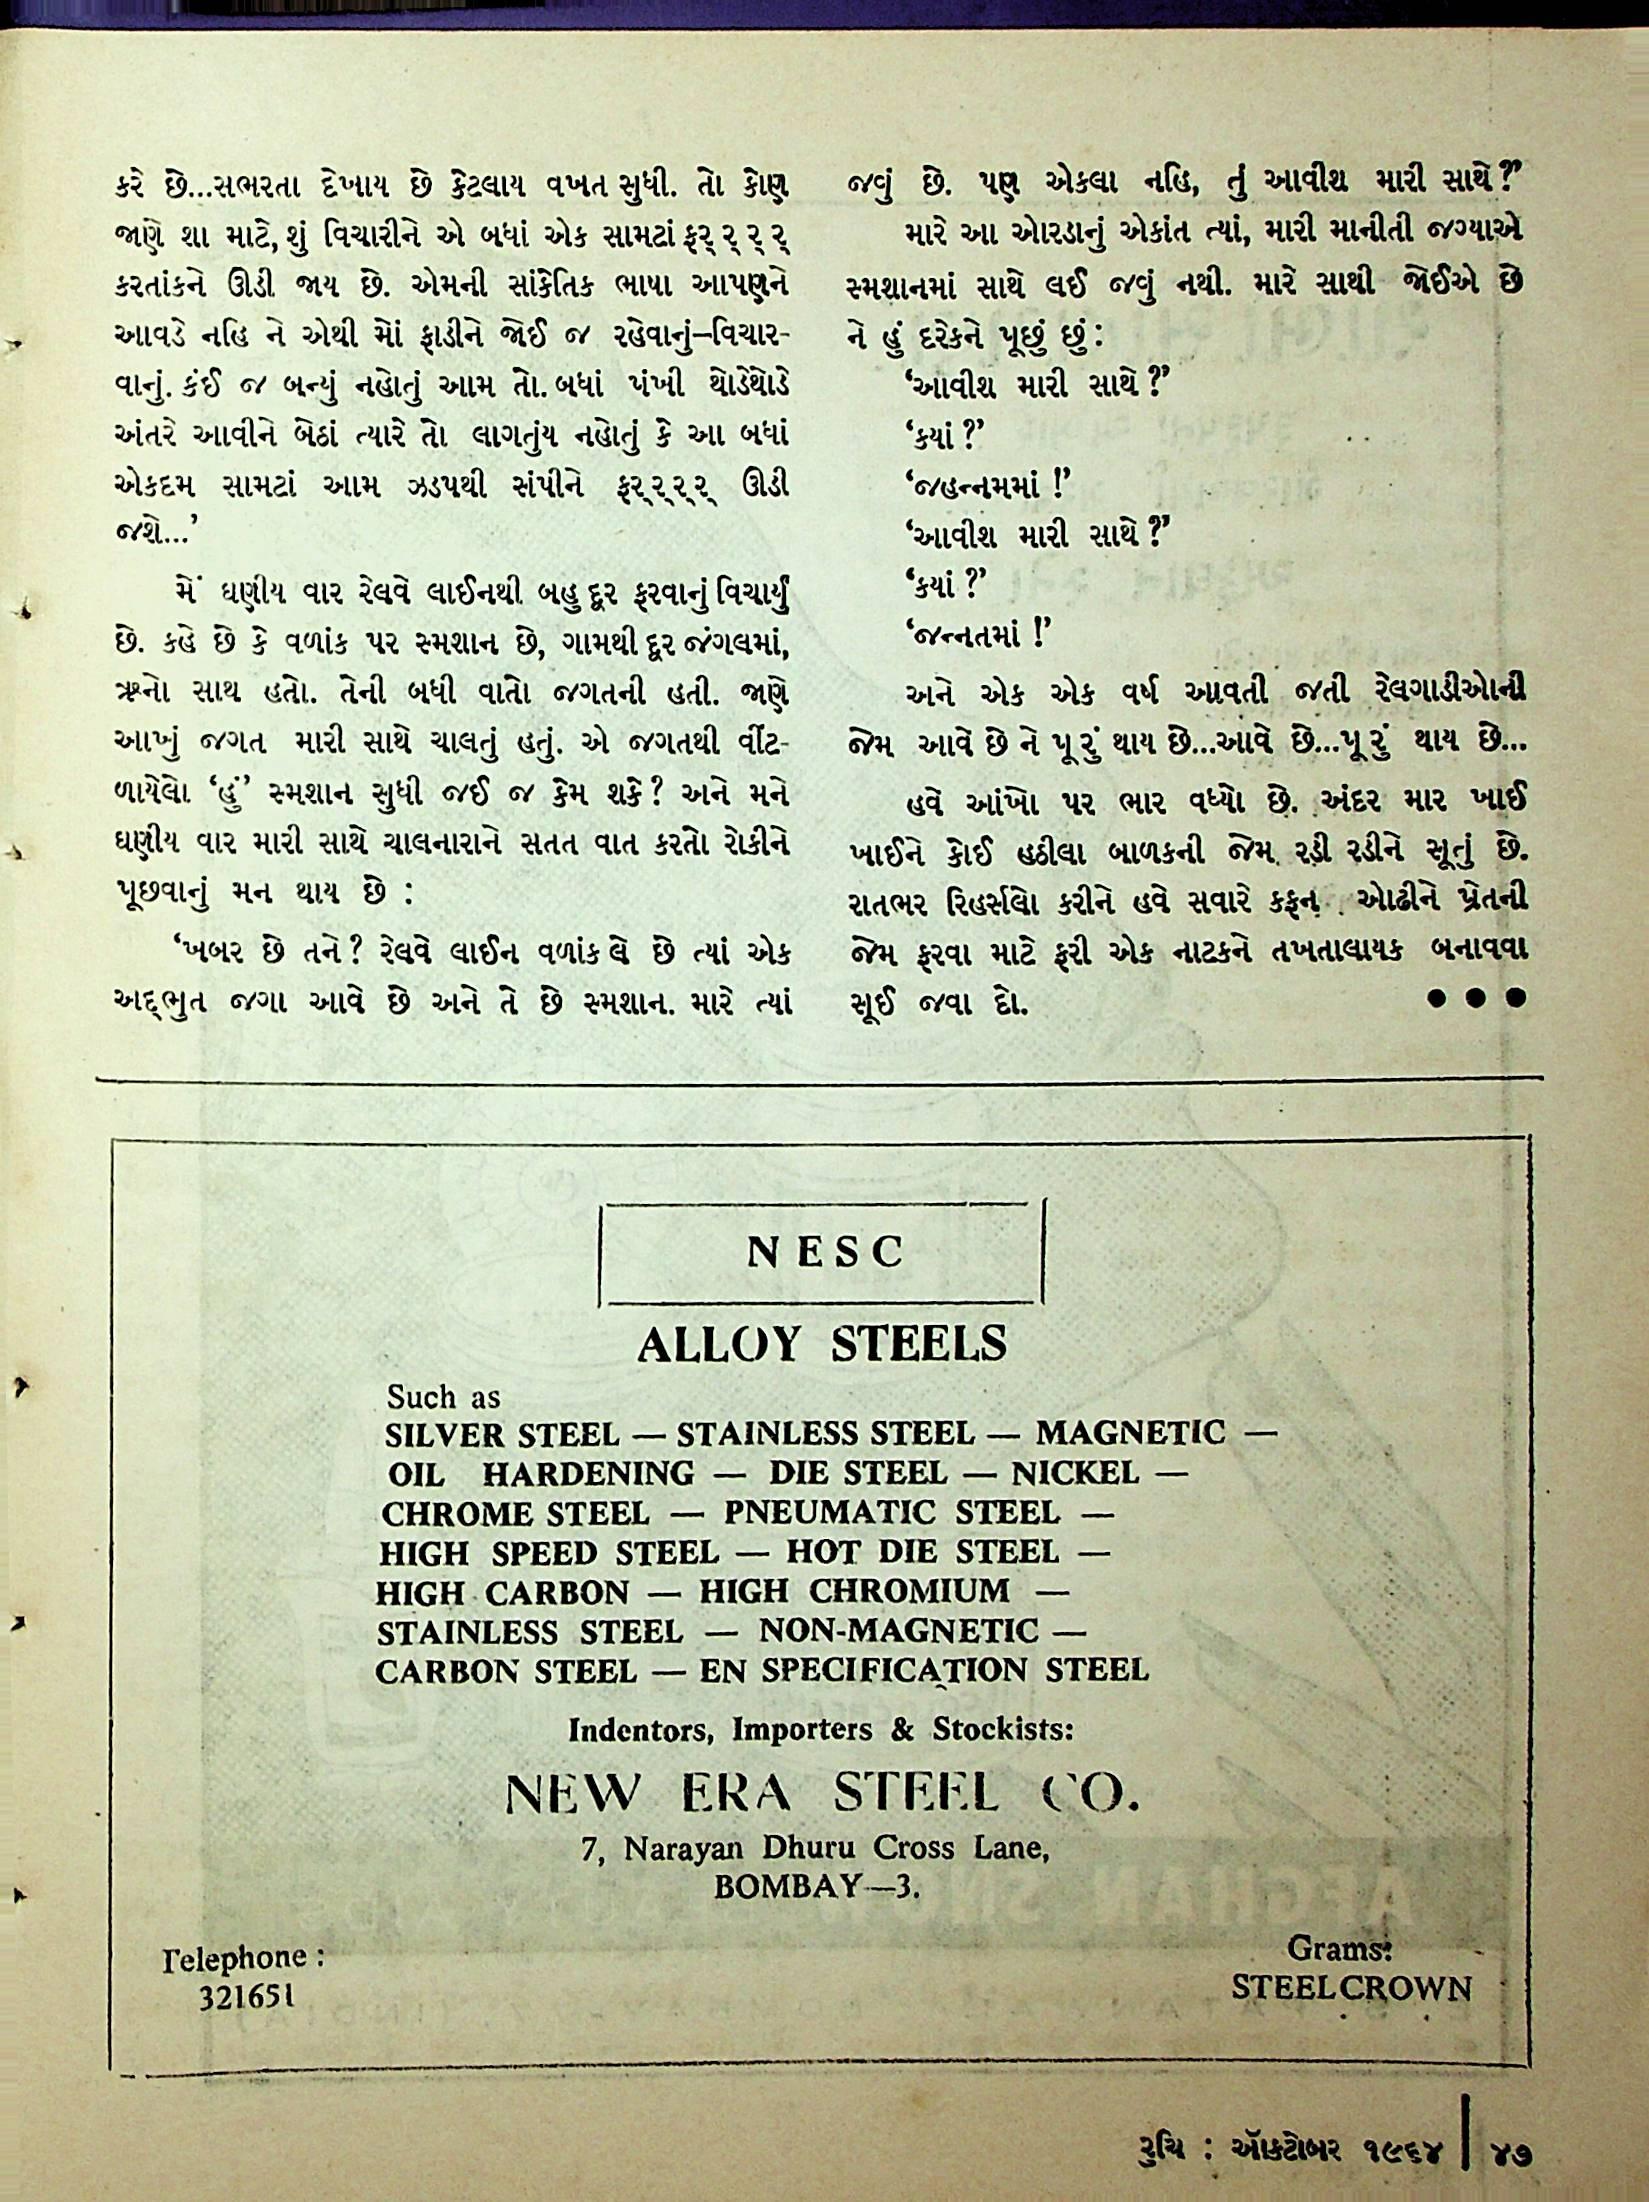 કરે છે...સભરતા દેખાય છે કેટલાય વખત સુધી. તો કોણ
જાણે શા માટે, શું વિચારીને એ બધાં એક સામટાં ફર્ ર્ ર્ ર્
કરતાંકને ઊડી જાય છે. એમની સાંકેતિક ભાષા આપણને
આવડે નહિ ને એથી મોં ફાડીને જોઈ જ રહેવાનું–વિચાર-
વાનું. કંઈ જ બન્યું નહોતું આમ તો. બધાં પંખી થોડેથોડે
અંતરે આવીને બેઠાં ત્યારે તો લાગતુંય નહોતું કે આ બધાં
એકદમ સામટાં આમ ઝડપથી સંપીને ફર્ ર્ ર્ ર્ ઊડી
જશે...’
મેં ઘણીય વાર રેલવે લાઈનથી બહુ દૂર ફરવાનું વિચાર્યું
છે. કહે છે કે વળાંક પર સ્મશાન છે, ગામથી દૂર જંગલમાં,
ઋનો સાથ હતો. તેની બધી વાતો જગતની હતી. જાણે
આખું જગત મારી સાથે ચાલતું હતું. એ જગતથી વીંટ-
ળાયેલો ‘હું’ સ્મશાન સુધી જઈ જ કેમ શકે? અને મને
ઘણીય વાર મારી સાથે ચાલનારાને સતત વાત કરતો રોકીને
પૂછવાનું મન થાય છે :
‘ખબર છે તને? રેલવે લાઈન વળાંક લે છે ત્યાં એક
અદ્ભુત જગા આવે છે અને તે છે સ્મશાન. મારે ત્યાં
જવું છે. પણ એકલા નહિ, તું આવીશ મારી સાથે?’
મારે આ ઓરડાનું એકાંત ત્યાં, મારી માનીતી જગ્યાએ
સ્મશાનમાં સાથે લઈ જવું નથી. મારે સાથી જોઈએ છે
ને હું દરેકને પૂછું છું:
‘આવીશ મારી સાથે?’
‘કયાં?’
‘જહન્નમમાં!’
‘આવીશ મારી સાથે?’
‘કયાં?’
‘જન્નતમાં!’
અને એક એક વર્ષ આવતી જતી રેલગાડીઓની
જેમ આવે છે ને પૂરું થાય છે...આવે છે...પૂરું થાય છે...
હવે આંખો પર ભાર વધ્યો છે. અંદર માર ખાઈ
ખાઈને કોઈ હઠીલા બાળકની જેમ રડી રડીને સૂતું છે.
રાતભર રિહર્સલો કરીને હવે સવારે કફન ઓઢીને પ્રેતની
જેમ ફરવા માટે ફરી એક નાટકને તખતાલાયક બનાવવા
સૂઈ જવા દો. ● ● ●
NESC
ALLOY STEELS
Such as
SILVER STEEL — STAINLESS STEEL — MAGNETIC —
OIL HARDENING — DIE STEEL — NICKEL —
CHROME STEEL — PNEUMATIC STEEL —
HIGH SPEED STEEL — HOT DIE STEEL —
HIGH CARBON — HIGH CHROMIUM —
STAINLESS STEEL — NON-MAGNETIC —
CARBON STEEL — EN SPECIFICATION STEEL
Indentors, Importers & Stockists:
NEW ERA STEEL CO.
7, Narayan Dhuru Cross Lane,
BOMBAY—3.
Telephone :
321651
Grams:
STEELCROWN
રુચિ : ઑક્ટોબર ૧૯૬૪ | ૪૭